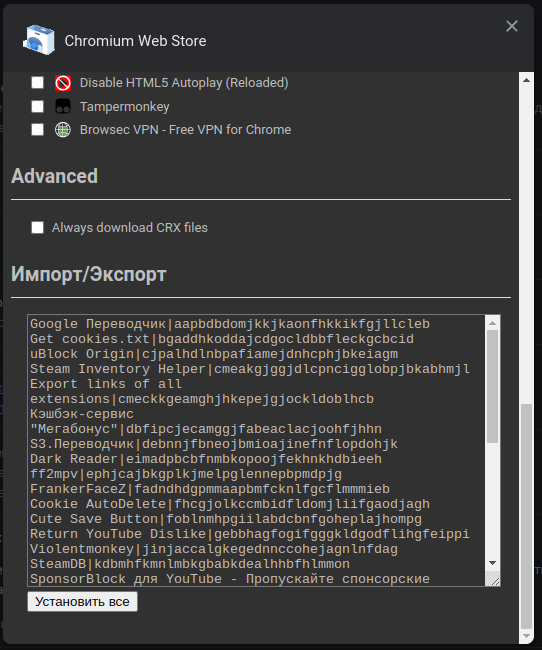 Chromium Web Store
Disable HTML5 Autoplay (Reloaded)
Tampermonkey
Browsec VPN - Free VPN for Chrome
Advanced
Always download CRX files
Импорт/Экспорт
Google Переводчик|aapbdbdomjkkjkaonfhkkikfgjllcleb
Get cookies.txt|bgaddhkoddajcdgocldbbfleckgcbcid
uBlock Origin|cjpalhdlnbpafiamejdnhcphjbkeiagm
Steam Inventory Helper|cmeakgjggjdlcpncigglobpjbkabhmjl
Export links of all
extensions|cmeckkgeamghjhkepejgjockldoblhcb
Кэшбэк-сервис
"Мегабонус"|dbfipcjecamggjfabeaclacjoohfjhhn
S3.Переводчик|debnnjfbneojbmioajinefnflopdohjk
Dark Reader|eimadpbcbfnmbkopoojfekhnkhdbieeh
ff2mpv|ephjcajbkgplkjmelpglennepbpmdpjg
FrankerFaceZ|fadndhdgpmmaapbmfcknlfgcflmmmieb
Cookie AutoDelete|fhcgjolkccmbidfldomjliifgaodjagh
Cute Save Button|foblnmhpgiilabdcbnfgoheplajhompg
Return YouTube Dislike|gebbhagfogifgggkldgodflihgfeippi
Violentmonkey|jinjaccalgkegednnccohejagnlnfdag
SteamDB|kdbmhfkmnlmbkgbabkdealhhbfhlmmon
SponsorBlock для YouTube - Пропускайте спонсорские
Установить все